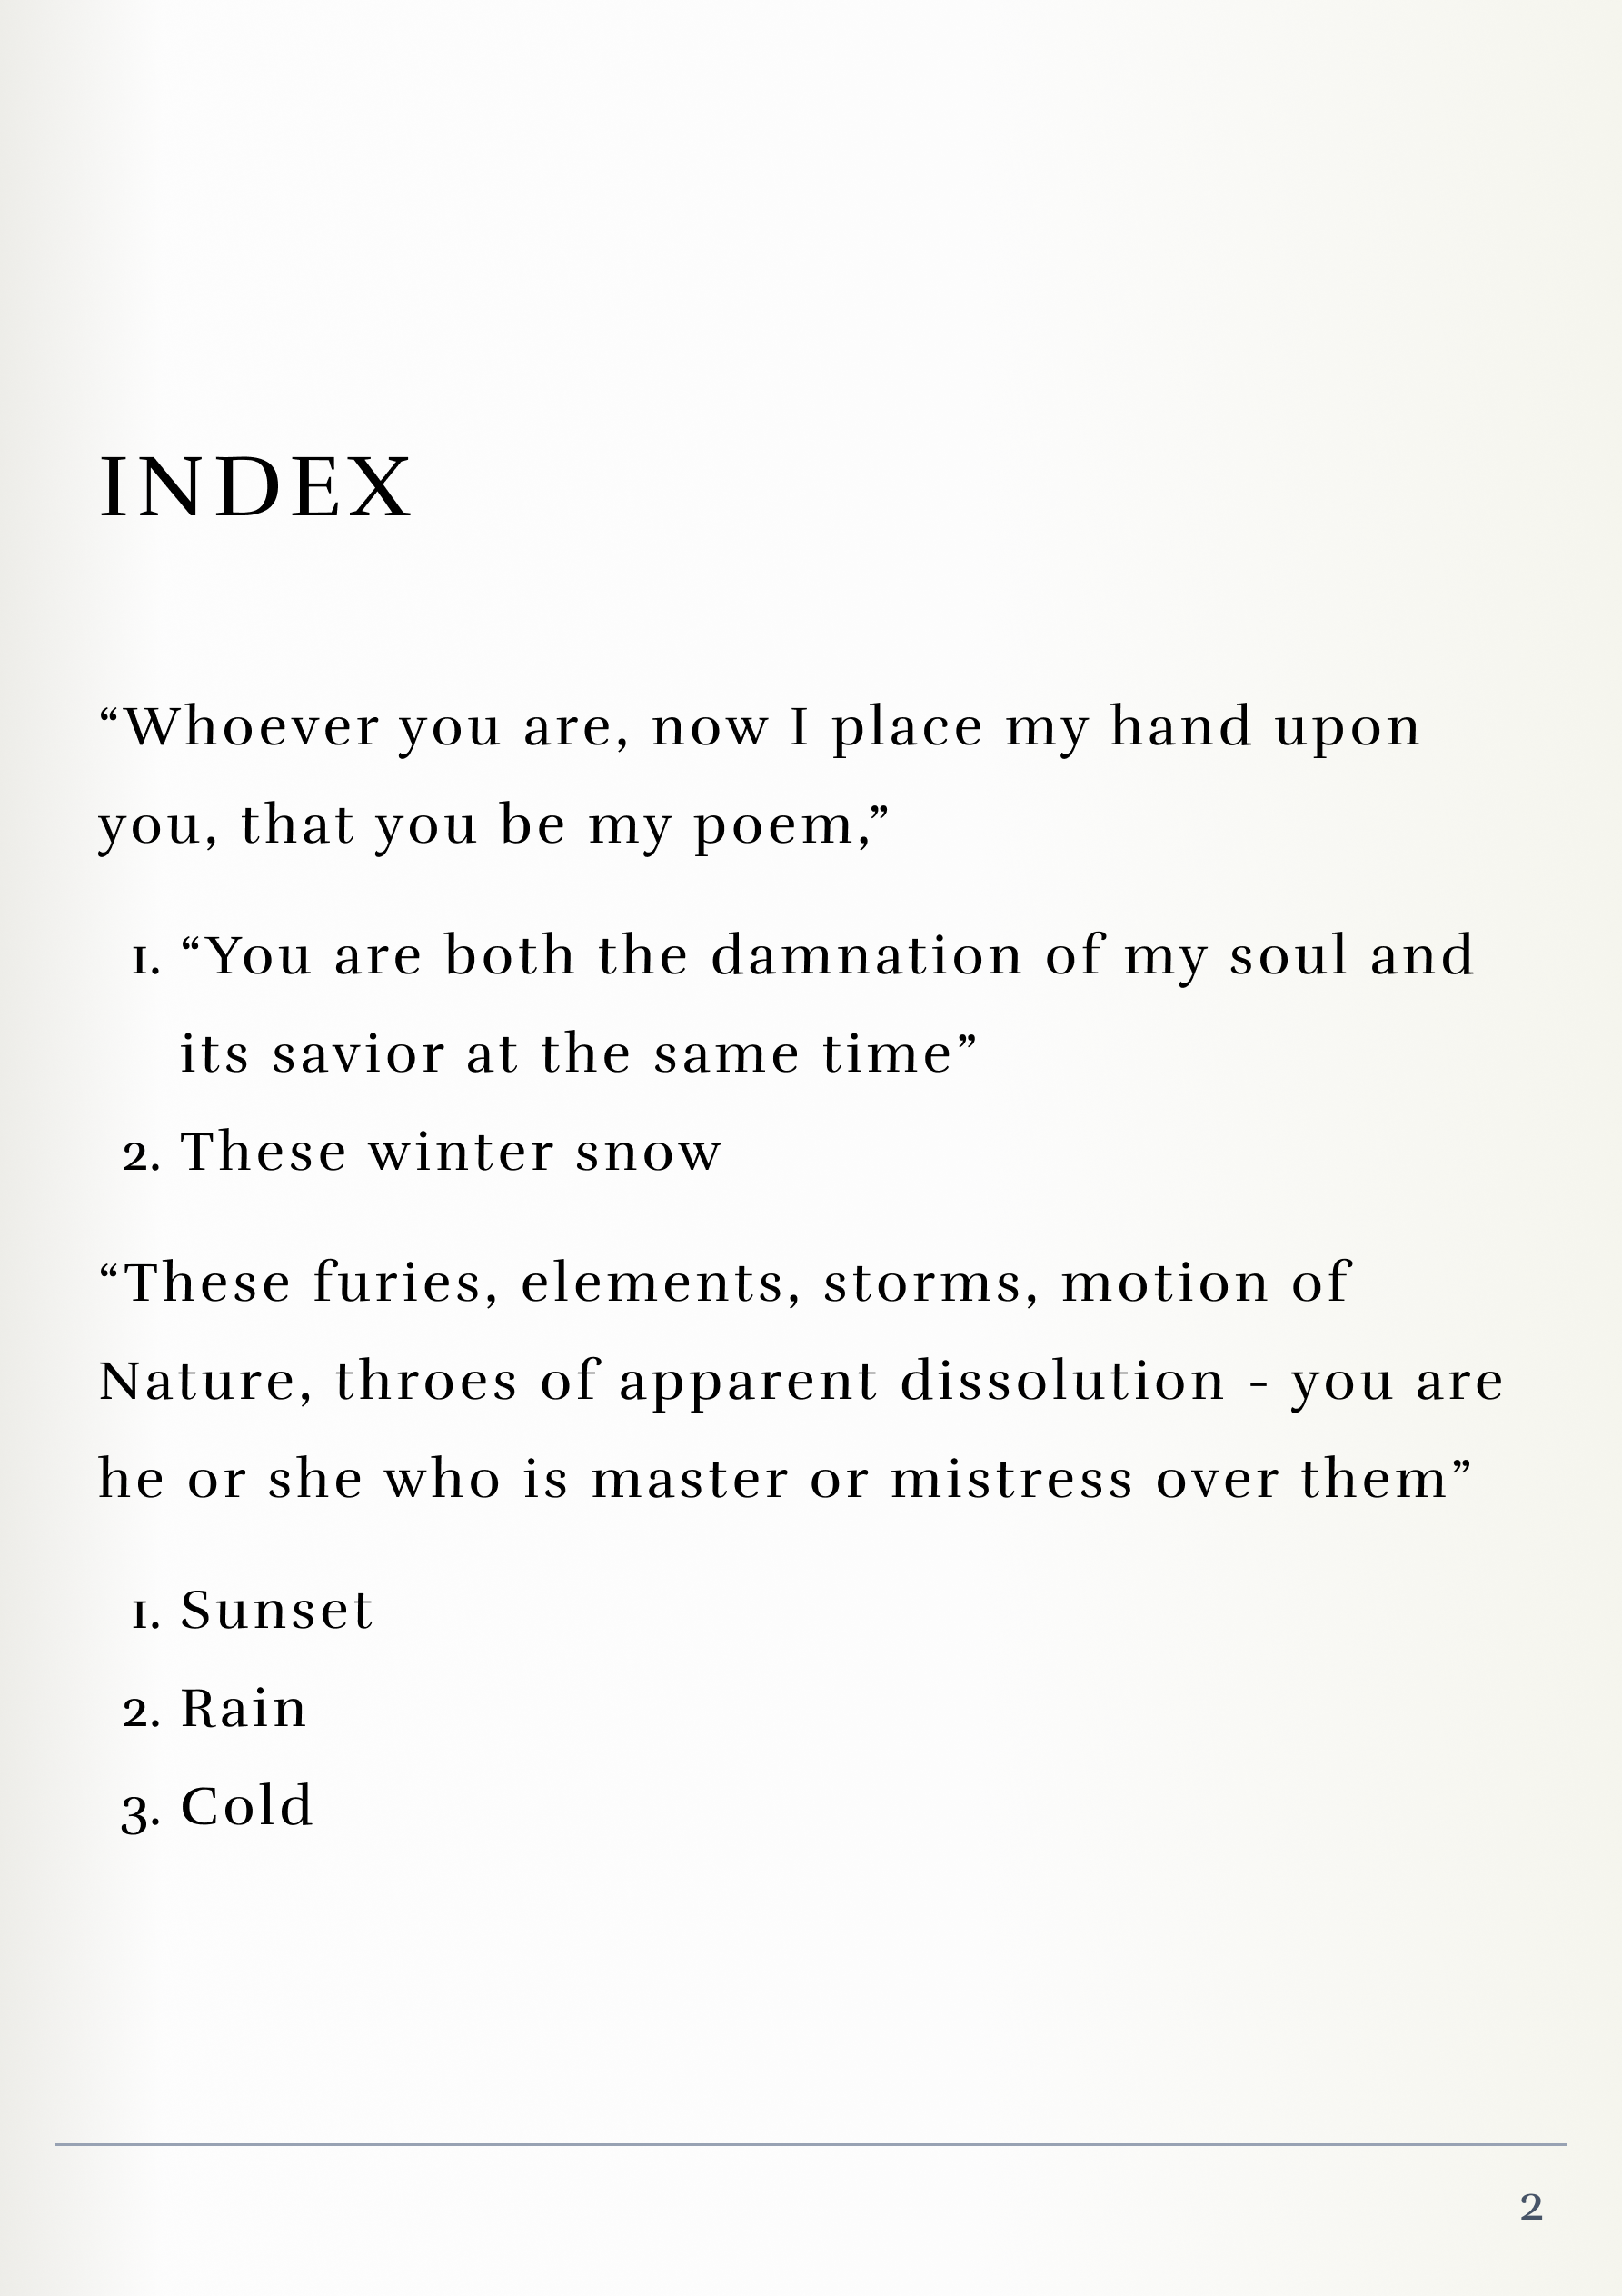 INDEX
“Whoever you are, now I place my hand upon
you, that you be my poem,”
1. “You are both the damnation of my soul and
its savior at the same time”
2. These winter snow
“These furies, elements, storms, motion of
Nature, throes of apparent dissolution - you are
he or she who is master or mistress over them”
1. Sunset
2. Rain
3. Cold
2